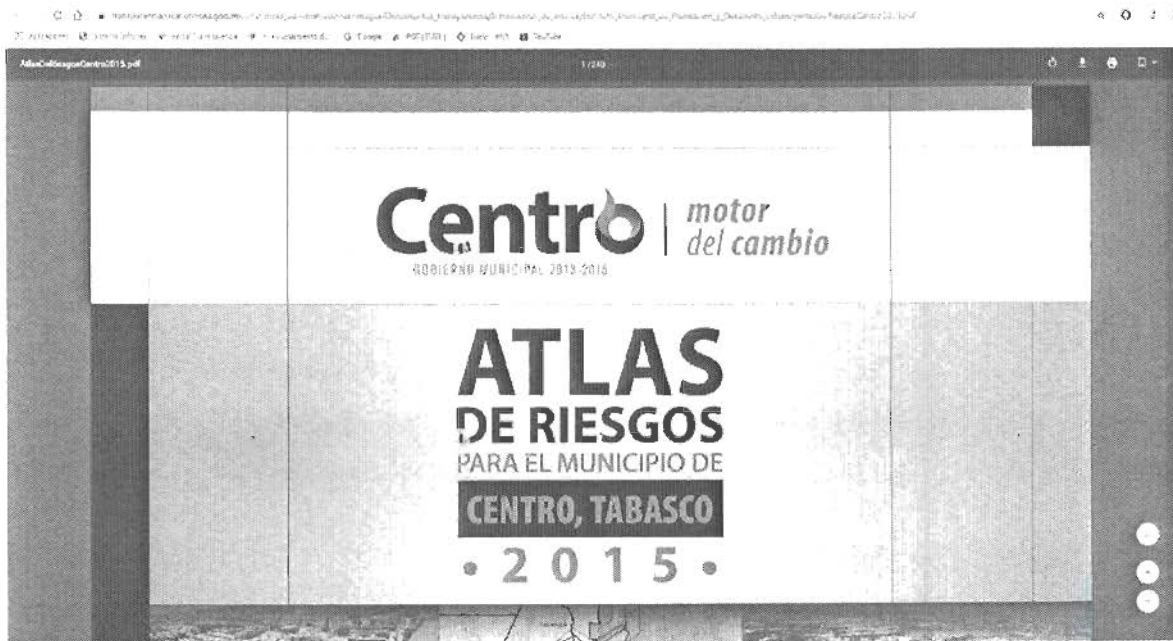 AtlasDeRiesgosCentro2015.pdf
1 / 240
Centro
motor
del cambio
GOBIERNO MUNICIPAL 2013-2015
ATLAS
DE RIESGOS
PARA EL MUNICIPIO DE
CENTRO, TABASCO
• 2 0 1 5 •